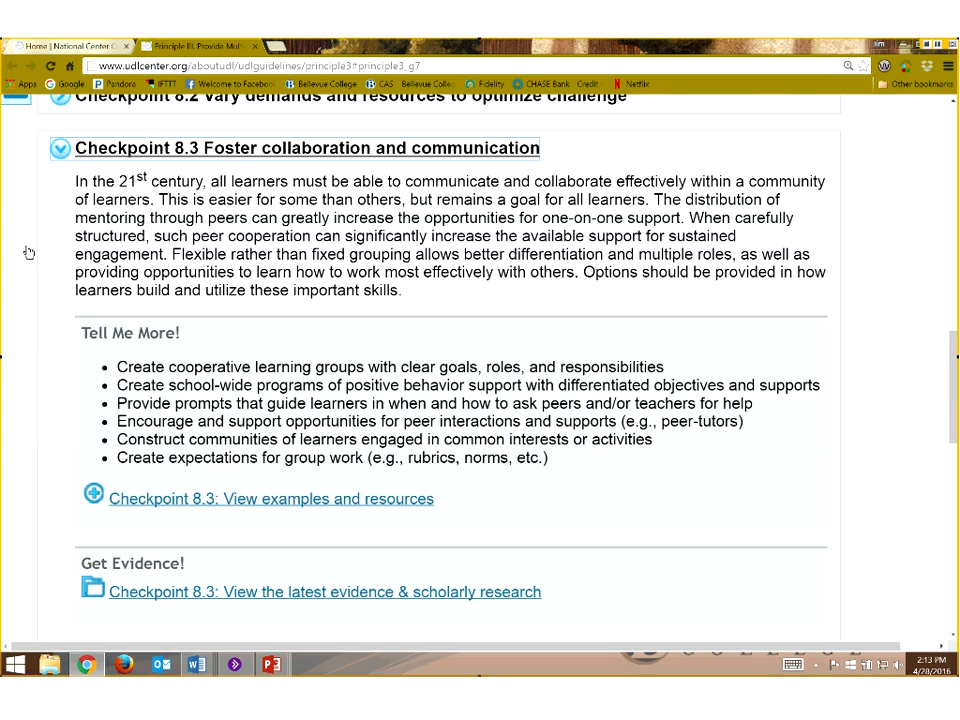 Home | National Center
Principle III. Provide Mult
Jim
www.udlcenter.org/aboutudl/udlguidelines/principle3#principle3_g7
Apps Google Pandora IFTTT Welcome to Facebool Bellevue College CAS Bellevue Colle Fidelity CHASE Bank Credit Netflix Other bookmarks
Checkpoint 8.2 Vary demands and resources to optimize challenge
Checkpoint 8.3 Foster collaboration and communication
In the 21st century, all learners must be able to communicate and collaborate effectively within a community
of learners. This is easier for some than others, but remains a goal for all learners. The distribution of
mentoring through peers can greatly increase the opportunities for one-on-one support. When carefully
structured, such peer cooperation can significantly increase the available support for sustained
engagement. Flexible rather than fixed grouping allows better differentiation and multiple roles, as well as
providing opportunities to learn how to work most effectively with others. Options should be provided in how
learners build and utilize these important skills.
Tell Me More!
• Create cooperative learning groups with clear goals, roles, and responsibilities
• Create school-wide programs of positive behavior support with differentiated objectives and supports
• Provide prompts that guide learners in when and how to ask peers and/or teachers for help
• Encourage and support opportunities for peer interactions and supports (e.g., peer-tutors)
• Construct communities of learners engaged in common interests or activities
• Create expectations for group work (e.g., rubrics, norms, etc.)
Checkpoint 8.3: View examples and resources
Get Evidence!
Checkpoint 8.3: View the latest evidence & scholarly research
2:13 PM
4/28/2016